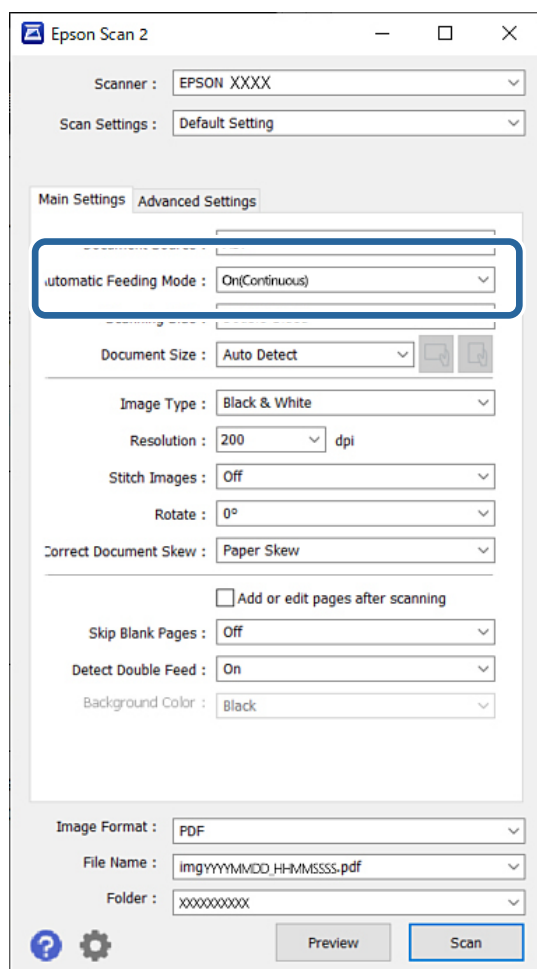 Epson Scan 2
Scanner : EPSON XXXX
Scan Settings : Default Setting
Main Settings Advanced Settings
utomatic Feeding Mode : On(Continuous)
Document Size : Auto Detect
Image Type : Black & White
Resolution : 200 dpi
Stitch Images : Off
Rotate : 0°
Correct Document Skew : Paper Skew
Add or edit pages after scanning
Skip Blank Pages : Off
Detect Double Feed : On
Background Color : Black
Image Format : PDF
File Name : imgYYYYMMDD_HHMMSSSS.pdf
Folder : XXXXXXXXXX
Preview Scan